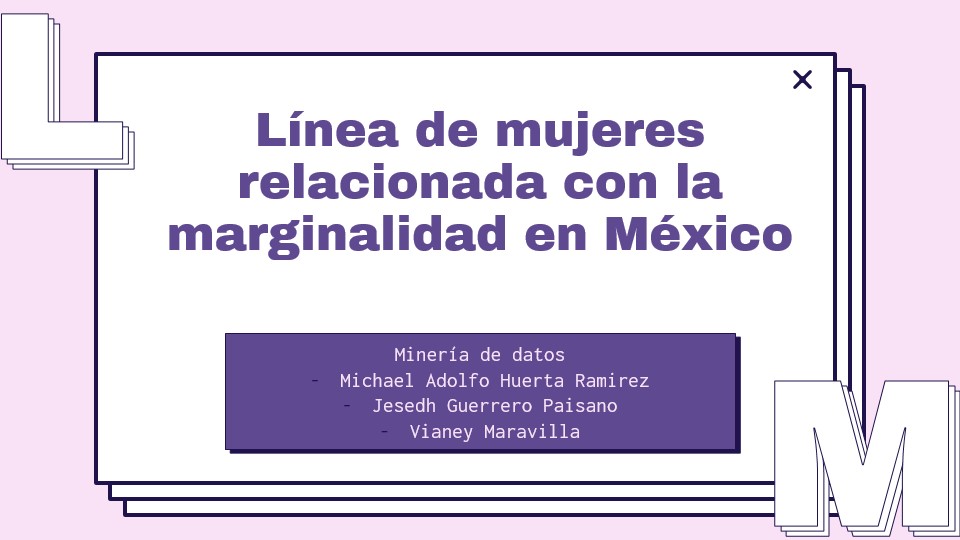 L
Línea de mujeres
relacionada con la
marginalidad en México
Minería de datos
- Michael Adolfo Huerta Ramirez
- Jesedh Guerrero Paisano
- Vianey Maravilla
M